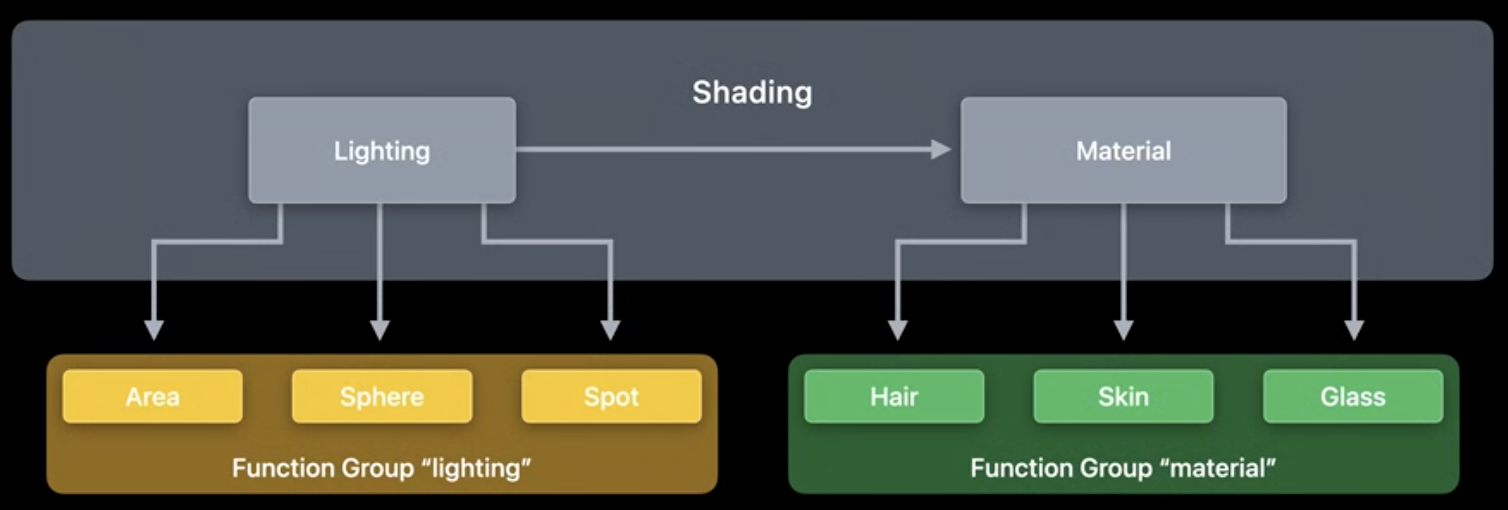 Shading
Lighting
Material
Area
Sphere
Spot
Hair
Skin
Glass
Function Group “lighting”
Function Group “material”